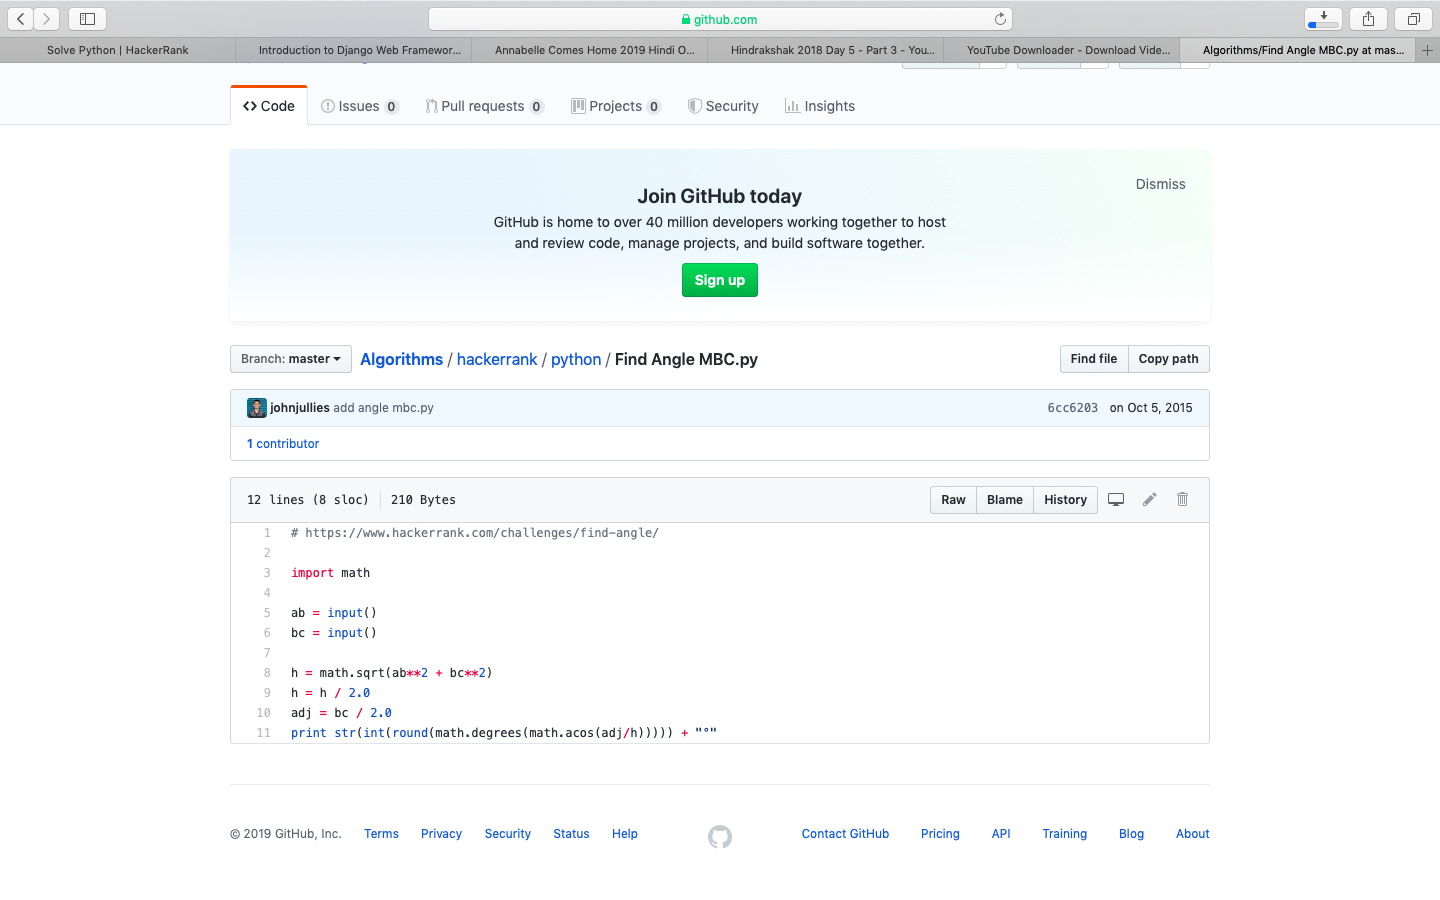 github.com
Solve Python | HackerRank
Introduction to Django Web Framewor...
Annabelle Comes Home 2019 Hindi O...
Hindrakshak 2018 Day 5 - Part 3 - You...
YouTube Downloader - Download Vide...
Algorithms/Find Angle MBC.py at mas...
Code
Issues 0
Pull requests 0
Projects 0
Security
Insights
Dismiss
Join GitHub today
GitHub is home to over 40 million developers working together to host
and review code, manage projects, and build software together.
Sign up
Branch: master
Algorithms / hackerrank / python / Find Angle MBC.py
Find file
Copy path
johnjullies add angle mbc.py
6cc6203 on Oct 5, 2015
1 contributor
12 lines (8 sloc) 210 Bytes
Raw
Blame
History
1 # https://www.hackerrank.com/challenges/find-angle/
2
3 import math
4
5 ab = input()
6 bc = input()
7
8 h = math.sqrt(ab**2 + bc**2)
9 h = h / 2.0
10 adj = bc / 2.0
11 print str(int(round(math.degrees(math.acos(adj/h))))) + "°"
© 2019 GitHub, Inc.
Terms
Privacy
Security
Status
Help
Contact GitHub
Pricing
API
Training
Blog
About